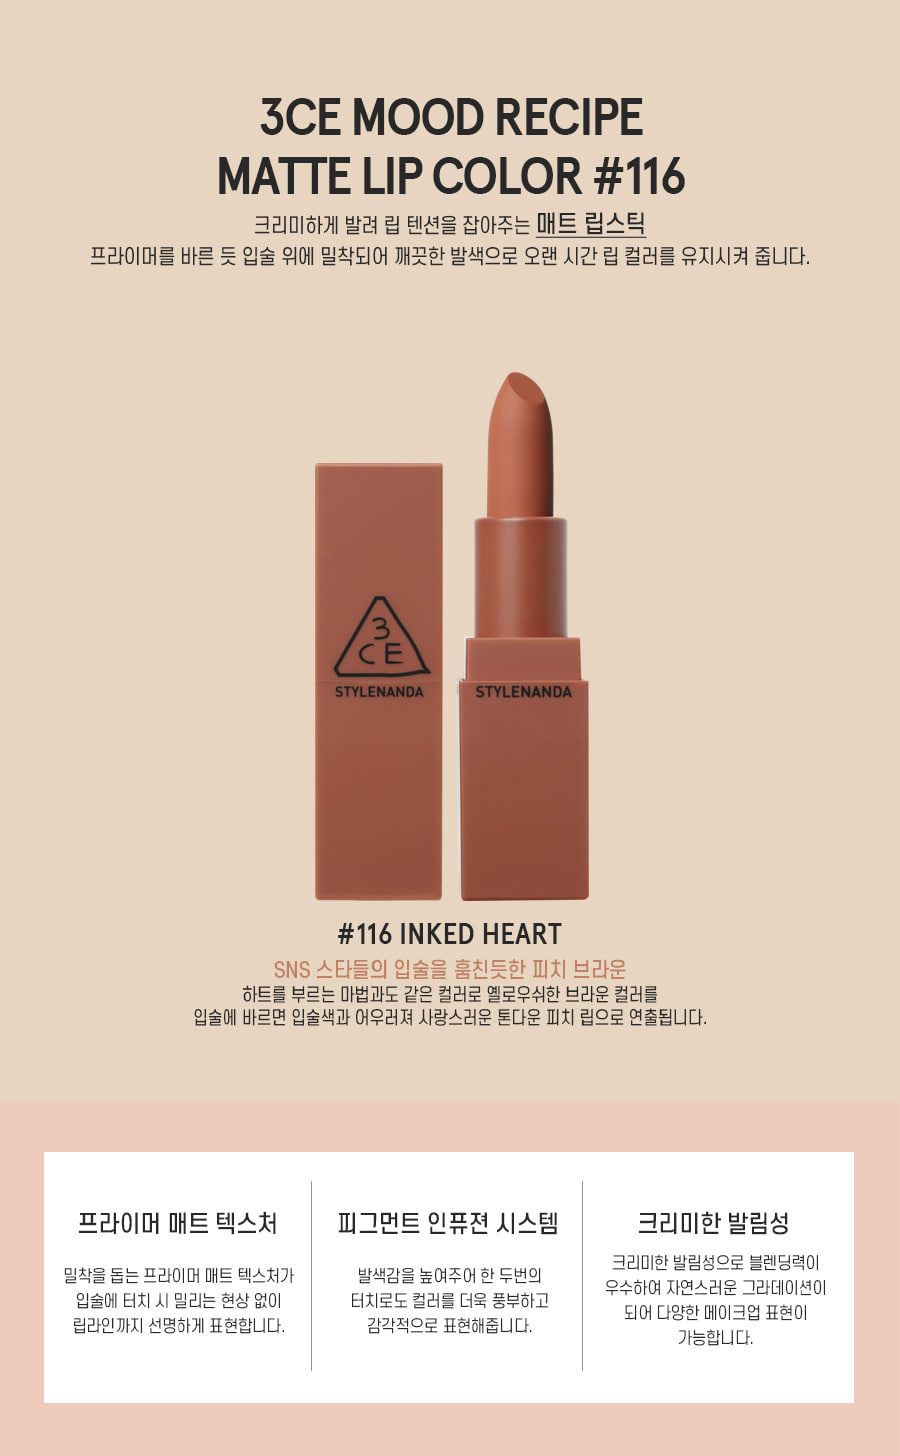 3CE MOOD RECIPE
MATTE LIP COLOR #116
크리미하게 발려 립 텐션을 잡아주는 매트 립스틱
프라이머를 바른 듯 입술 위에 밀착되어 깨끗한 발색으로 오랜 시간 립 컬러를 유지시켜 줍니다.
3
CE
STYLENANDA
STYLENANDA
#116 INKED HEART
SNS 스타들의 입술을 훔친듯한 피치 브라운
하트를 부르는 마법과도 같은 컬러로 옐로우쉬한 브라운 컬러를
입술에 바르면 입술색과 어우러져 사랑스러운 톤다운 피치 립으로 연출됩니다.
프라이머 매트 텍스처
밀착을 돕는 프라이머 매트 텍스처가
입술에 터치 시 밀리는 현상 없이
립라인까지 선명하게 표현합니다.
피그먼트 인퓨젼 시스템
발색감을 높여주어 한 두번의
터치로도 컬러를 더욱 풍부하고
감각적으로 표현해줍니다.
크리미한 발림성
크리미한 발림성으로 블렌딩력이
우수하여 자연스러운 그라데이션이
되어 다양한 메이크업 표현이
가능합니다.